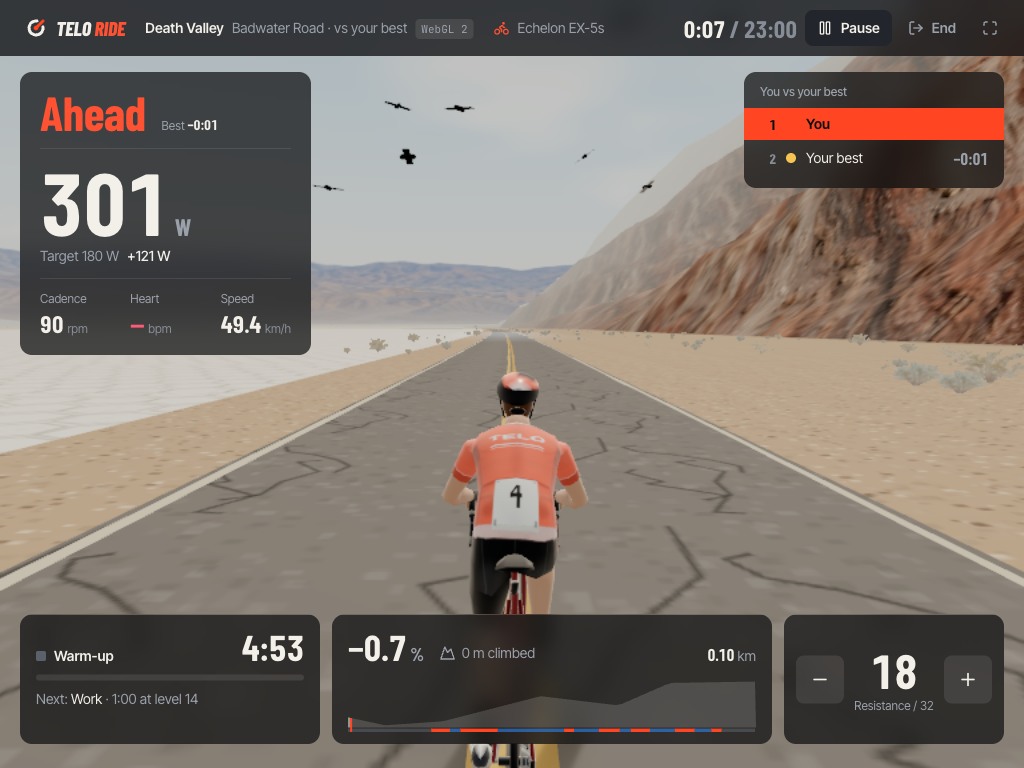 TELO RIDE
Death Valley Badwater Road · vs your best WebGL 2 Echelon EX-5s
0:07 / 23:00 Pause End
Ahead Best −0:01
301 W
Target 180 W +121 W
Cadence Heart Speed
90 rpm − bpm 49.4 km/h
You vs your best
1 You
2 Your best −0:01
TELO
4
Warm-up 4:53
Next: Work · 1:00 at level 14
−0.7 % 0 m climbed 0.10 km
− 18 +
Resistance / 32